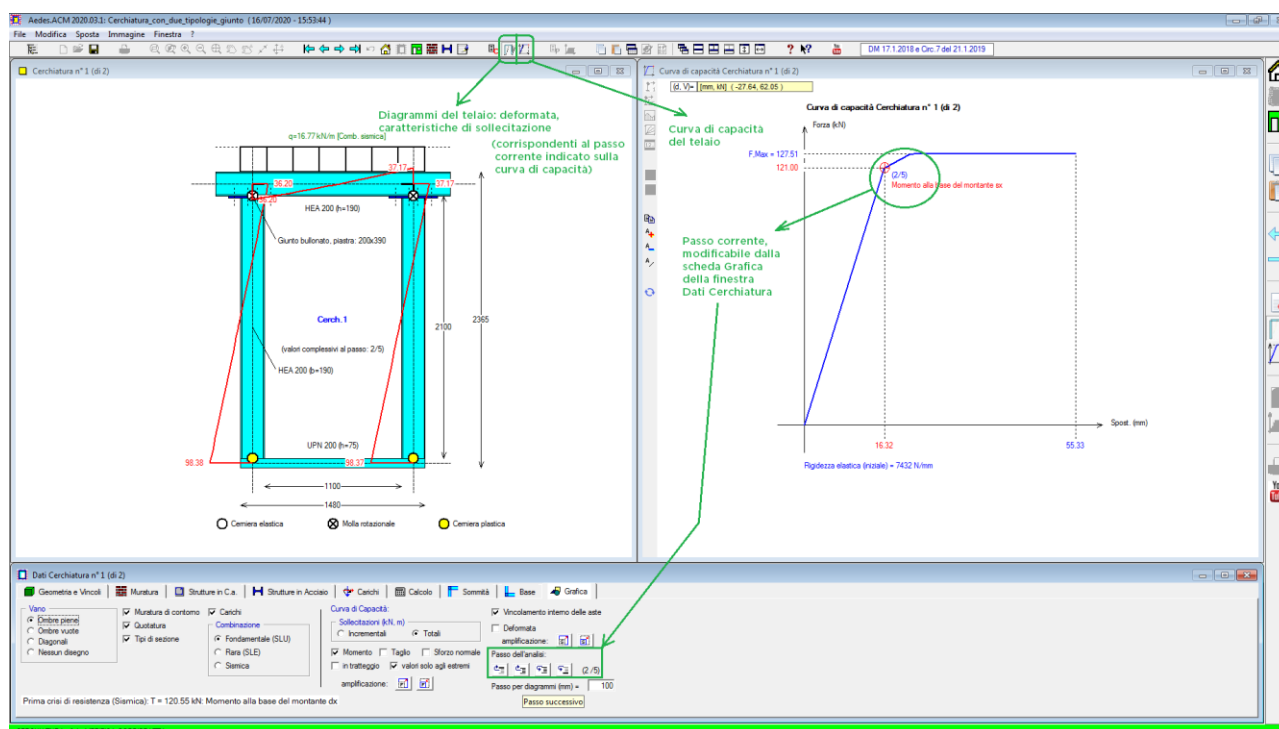 Aedes.ACM 2020.03.1: Cerchiatura_con_due_tipologie_giunto (16/07/2020 - 15:53:44)
File Modifica Sposta Immagine Finestra ?
DM 17.1.2018 e Circ.7 del 21.1.2019
Cerchiatura n° 1 (di 2)
Diagrammi del telaio: deformata,
caratteristiche di sollecitazione
(corrispondenti al passo
corrente indicato sulla
curva di capacità)
q=16.77 kN/m [Comb. sismica]
37.17
36.20
37.17
36.20
HEA 200 (h=190)
Giunto bullonato, piastra: 200x390
Cerch.1
2100
2365
(valori complessivi al passo: 2/5)
HEA 200 (b=190)
UPN 200 (h=75)
98.38
98.37
1100
1480
Cerniera elastica
Molla rotazionale
Cerniera plastica
Curva di capacità Cerchiatura n° 1 (di 2)
(d, V)= [mm, kN] ( -27.64, 62.05 )
Curva di capacità Cerchiatura n° 1 (di 2)
Curva di capacità
del telaio
Forza (kN)
F,Max = 127.51
121.00
(2/5)
Momento alla base del montante sx
Passo corrente,
modificabile dalla
scheda Grafica
della finestra
Dati Cerchiatura
Spost. (mm)
16.32
55.33
Rigidezza elastica (iniziale) = 7432 N/mm
Dati Cerchiatura n° 1 (di 2)
Geometria e Vincoli
Muratura
Strutture in C.a.
Strutture in Acciaio
Carichi
Calcolo
Sommità
Base
Grafica
Vano
Ombre piene
Ombre vuote
Diagonali
Nessun disegno
Muratura di contorno
Quotatura
Tipi di sezione
Carichi
Combinazione
Fondamentale (SLU)
Rara (SLE)
Sismica
Curva di Capacità:
Sollecitazioni (kN, m)
Incrementali
Totali
Momento
Taglio
Sforzo normale
in tratteggio
valori solo agli estremi
amplificazione:
Vincolamento interno delle aste
Deformata
amplificazione:
Passo dell'analisi:
(2 /5)
Passo per diagrammi (mm) =
100
Passo successivo
Prima crisi di resistenza (Sismica): T = 120.55 kN: Momento alla base del montante dx